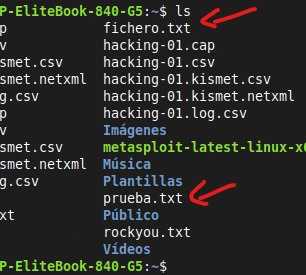 P-EliteBook-840-G5:~$ ls
p fichero.txt
v hacking-01.cap
smet.csv hacking-01.csv
smet.netxml hacking-01.kismet.csv
g.csv hacking-01.kismet.netxml
p hacking-01.log.csv
v Imágenes
smet.csv metasploit-latest-linux-x6
smet.netxml Música
g.csv Plantillas
prueba.txt
xt Público
rockyou.txt
Vídeos
P-EliteBook-840-G5:~$